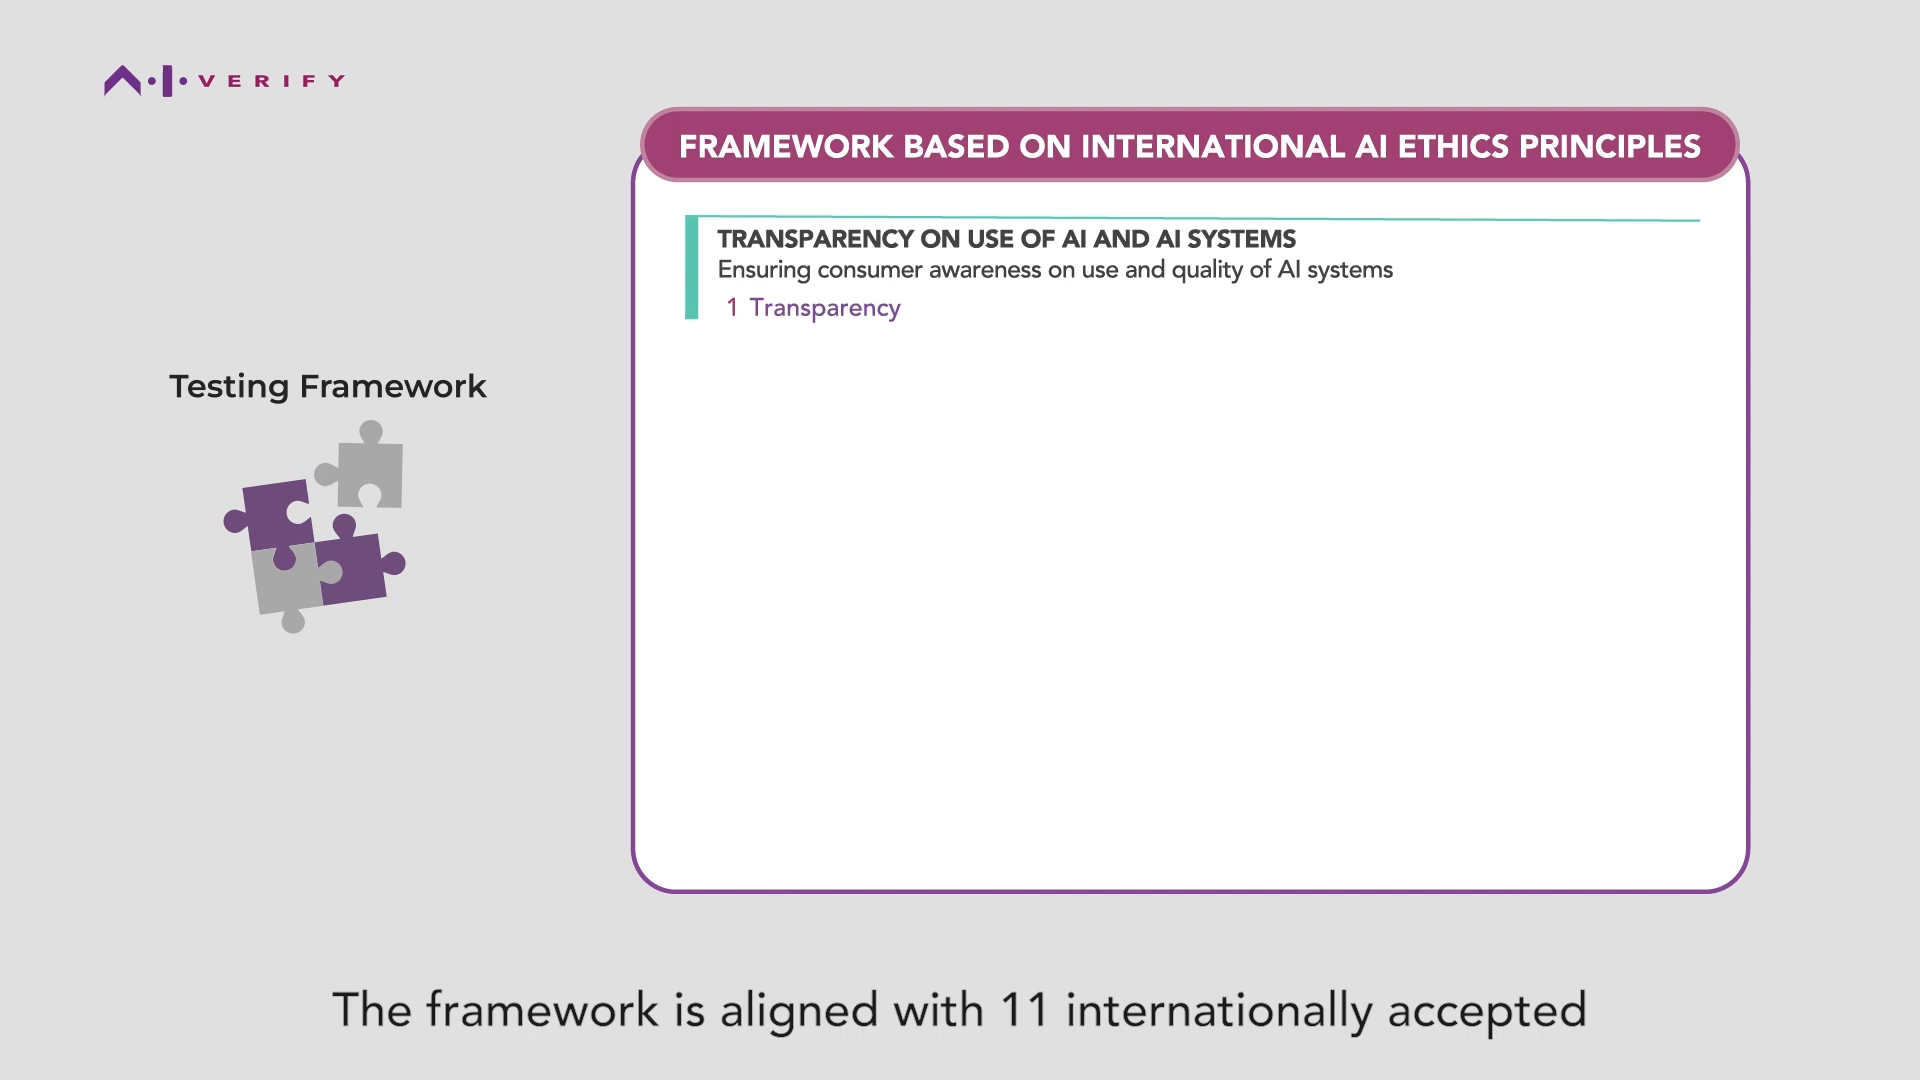 AI VERIFY
FRAMEWORK BASED ON INTERNATIONAL AI ETHICS PRINCIPLES
TRANSPARENCY ON USE OF AI AND AI SYSTEMS
Ensuring consumer awareness on use and quality of AI systems
1 Transparency
Testing Framework
The framework is aligned with 11 internationally accepted